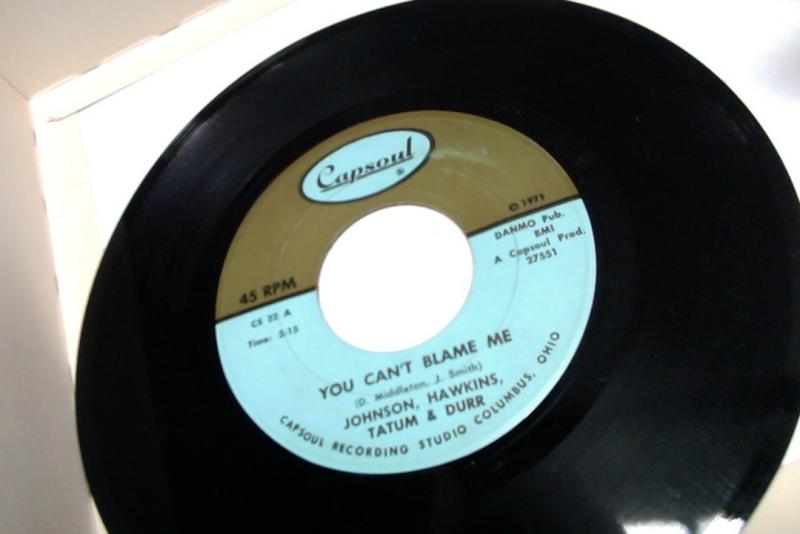 Capsoul
®
© 1971
DANMO Pub.
BMI
A Capsoul Prod.
27551
45 RPM
CS 22 A
Time: 3:15
YOU CAN'T BLAME ME
(D. Middleton, J. Smith)
JOHNSON, HAWKINS,
TATUM & DURR
CAPSOUL RECORDING STUDIO COLUMBUS, OHIO